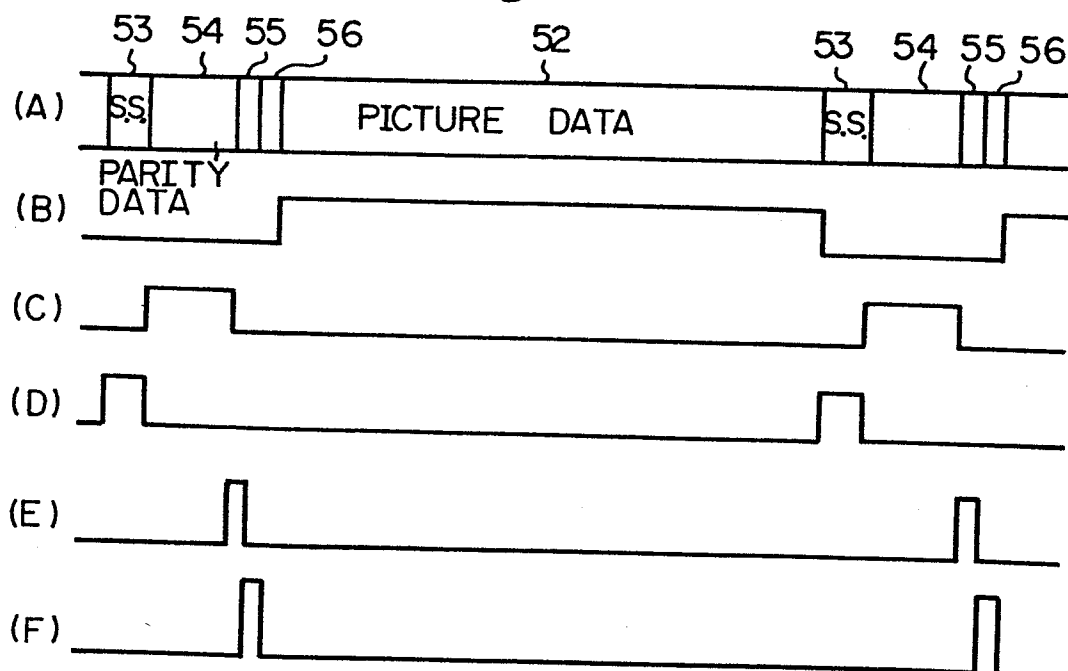 53 54 55 56 52 53 54 55 56
(A) S.S. PICTURE DATA S.S.
PARITY
DATA
(B)
(C)
(D)
(E)
(F)